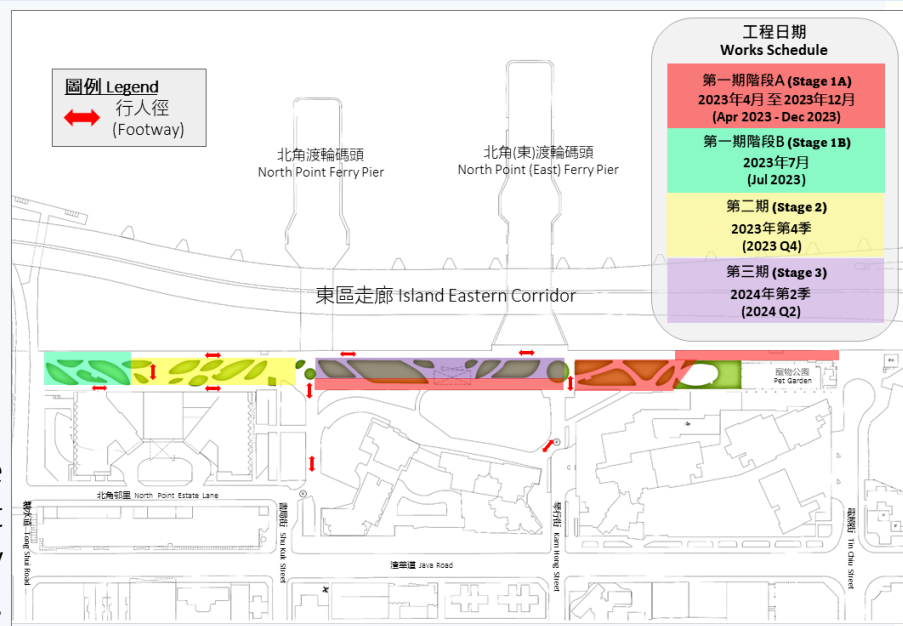 工程日期
Works Schedule
第一期階段A (Stage 1A)
2023年4月 至 2023年12月
(Apr 2023 - Dec 2023)
第一期階段B (Stage 1B)
2023年7月
(Jul 2023)
第二期 (Stage 2)
2023年第4季
(2023 Q4)
第三期 (Stage 3)
2024年第2季
(2024 Q2)
圖例 Legend
行人徑
(Footway)
北角渡輪碼頭
North Point Ferry Pier
北角(東)渡輪碼頭
North Point (East) Ferry Pier
東區走廊 Island Eastern Corridor
寵物公園
Pet Garden
北角邨里 North Point Estate Lane
糖水道 Tong Shui Road
書局街 Shu Kuk Street
琴行街 Kam Hong Street
電照街 Tin Chiu Street
渣華道 Java Road